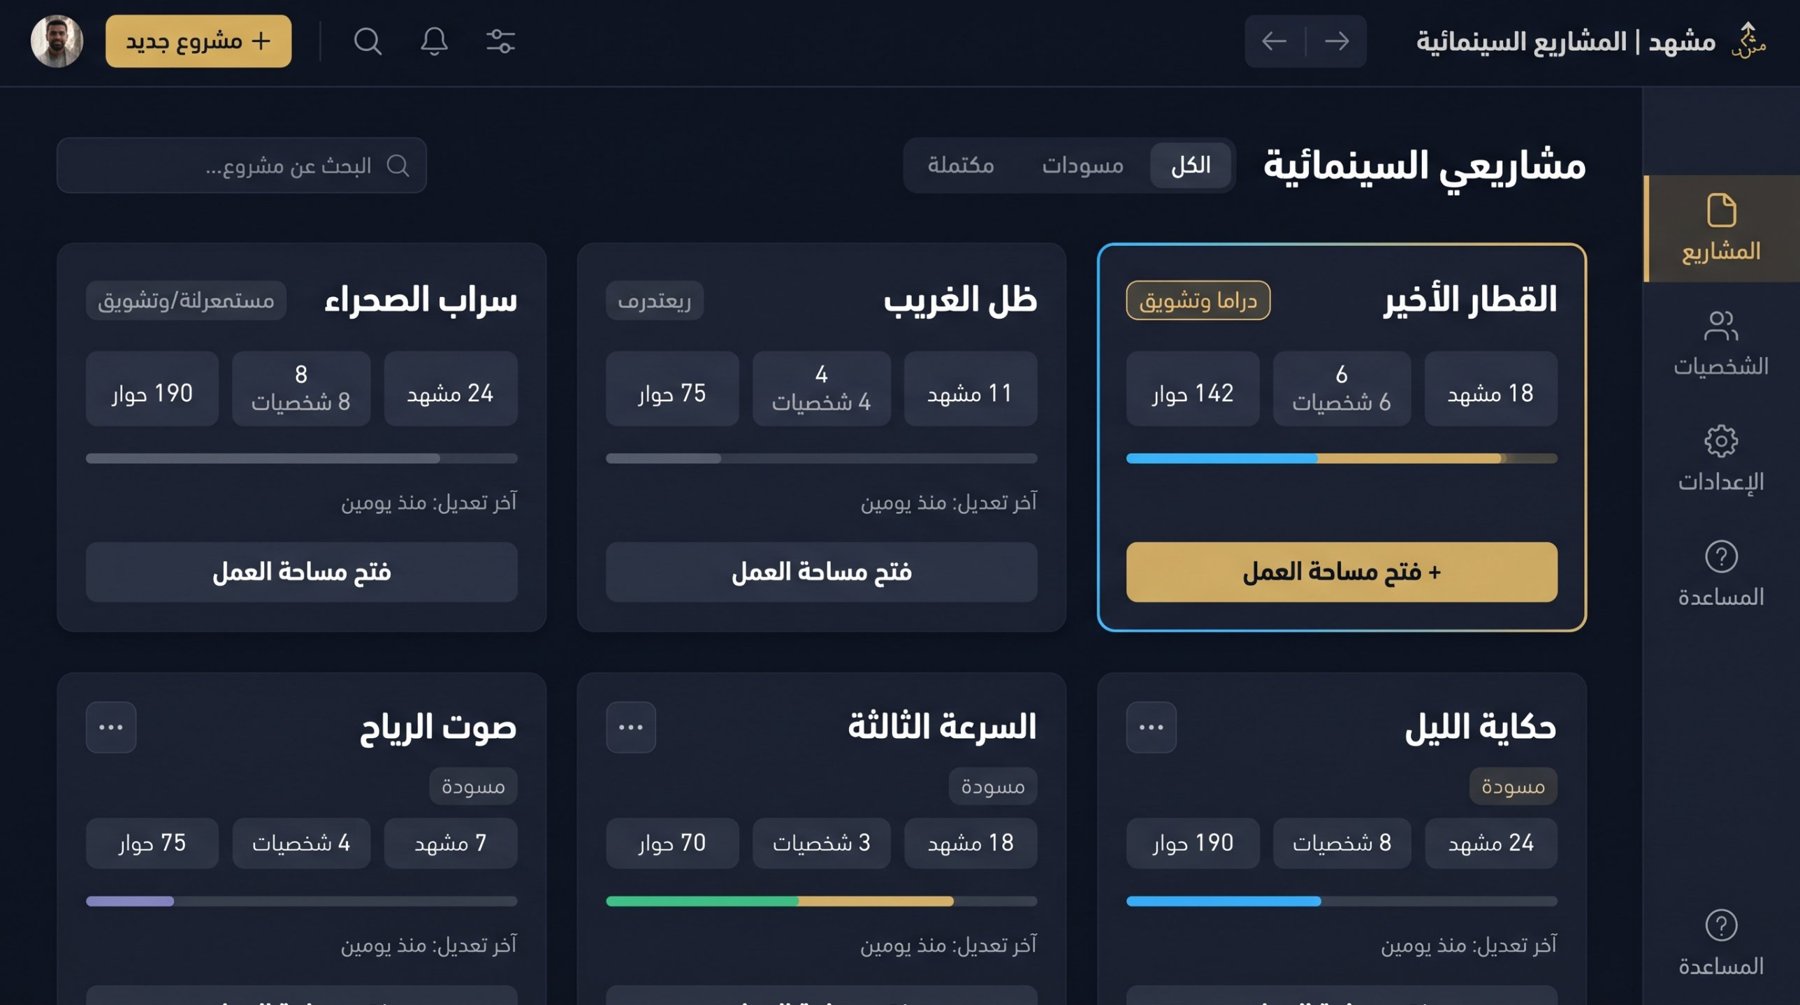 مشهد | المشاريع السينمائية
+ مشروع جديد
المشاريع
الشخصيات
الإعدادات
المساعدة
المساعدة
مشاريعي السينمائية
الكل
مسودات
مكتملة
البحث عن مشروع...
القطار الأخير
دراما وتشويق
18 مشهد
6
6 شخصيات
142 حوار
+ فتح مساحة العمل
ظل الغريب
ريعتدرف
11 مشهد
4
4 شخصيات
75 حوار
آخر تعديل: منذ يومين
فتح مساحة العمل
سراب الصحراء
مستمعرلنة/وتشويق
24 مشهد
8
8 شخصيات
190 حوار
آخر تعديل: منذ يومين
فتح مساحة العمل
حكاية الليل
مسودة
24 مشهد
8 شخصيات
190 حوار
آخر تعديل: منذ يومين
السرعة الثالثة
مسودة
18 مشهد
3 شخصيات
70 حوار
آخر تعديل: منذ يومين
صوت الرياح
مسودة
7 مشهد
4 شخصيات
75 حوار
آخر تعديل: منذ يومين